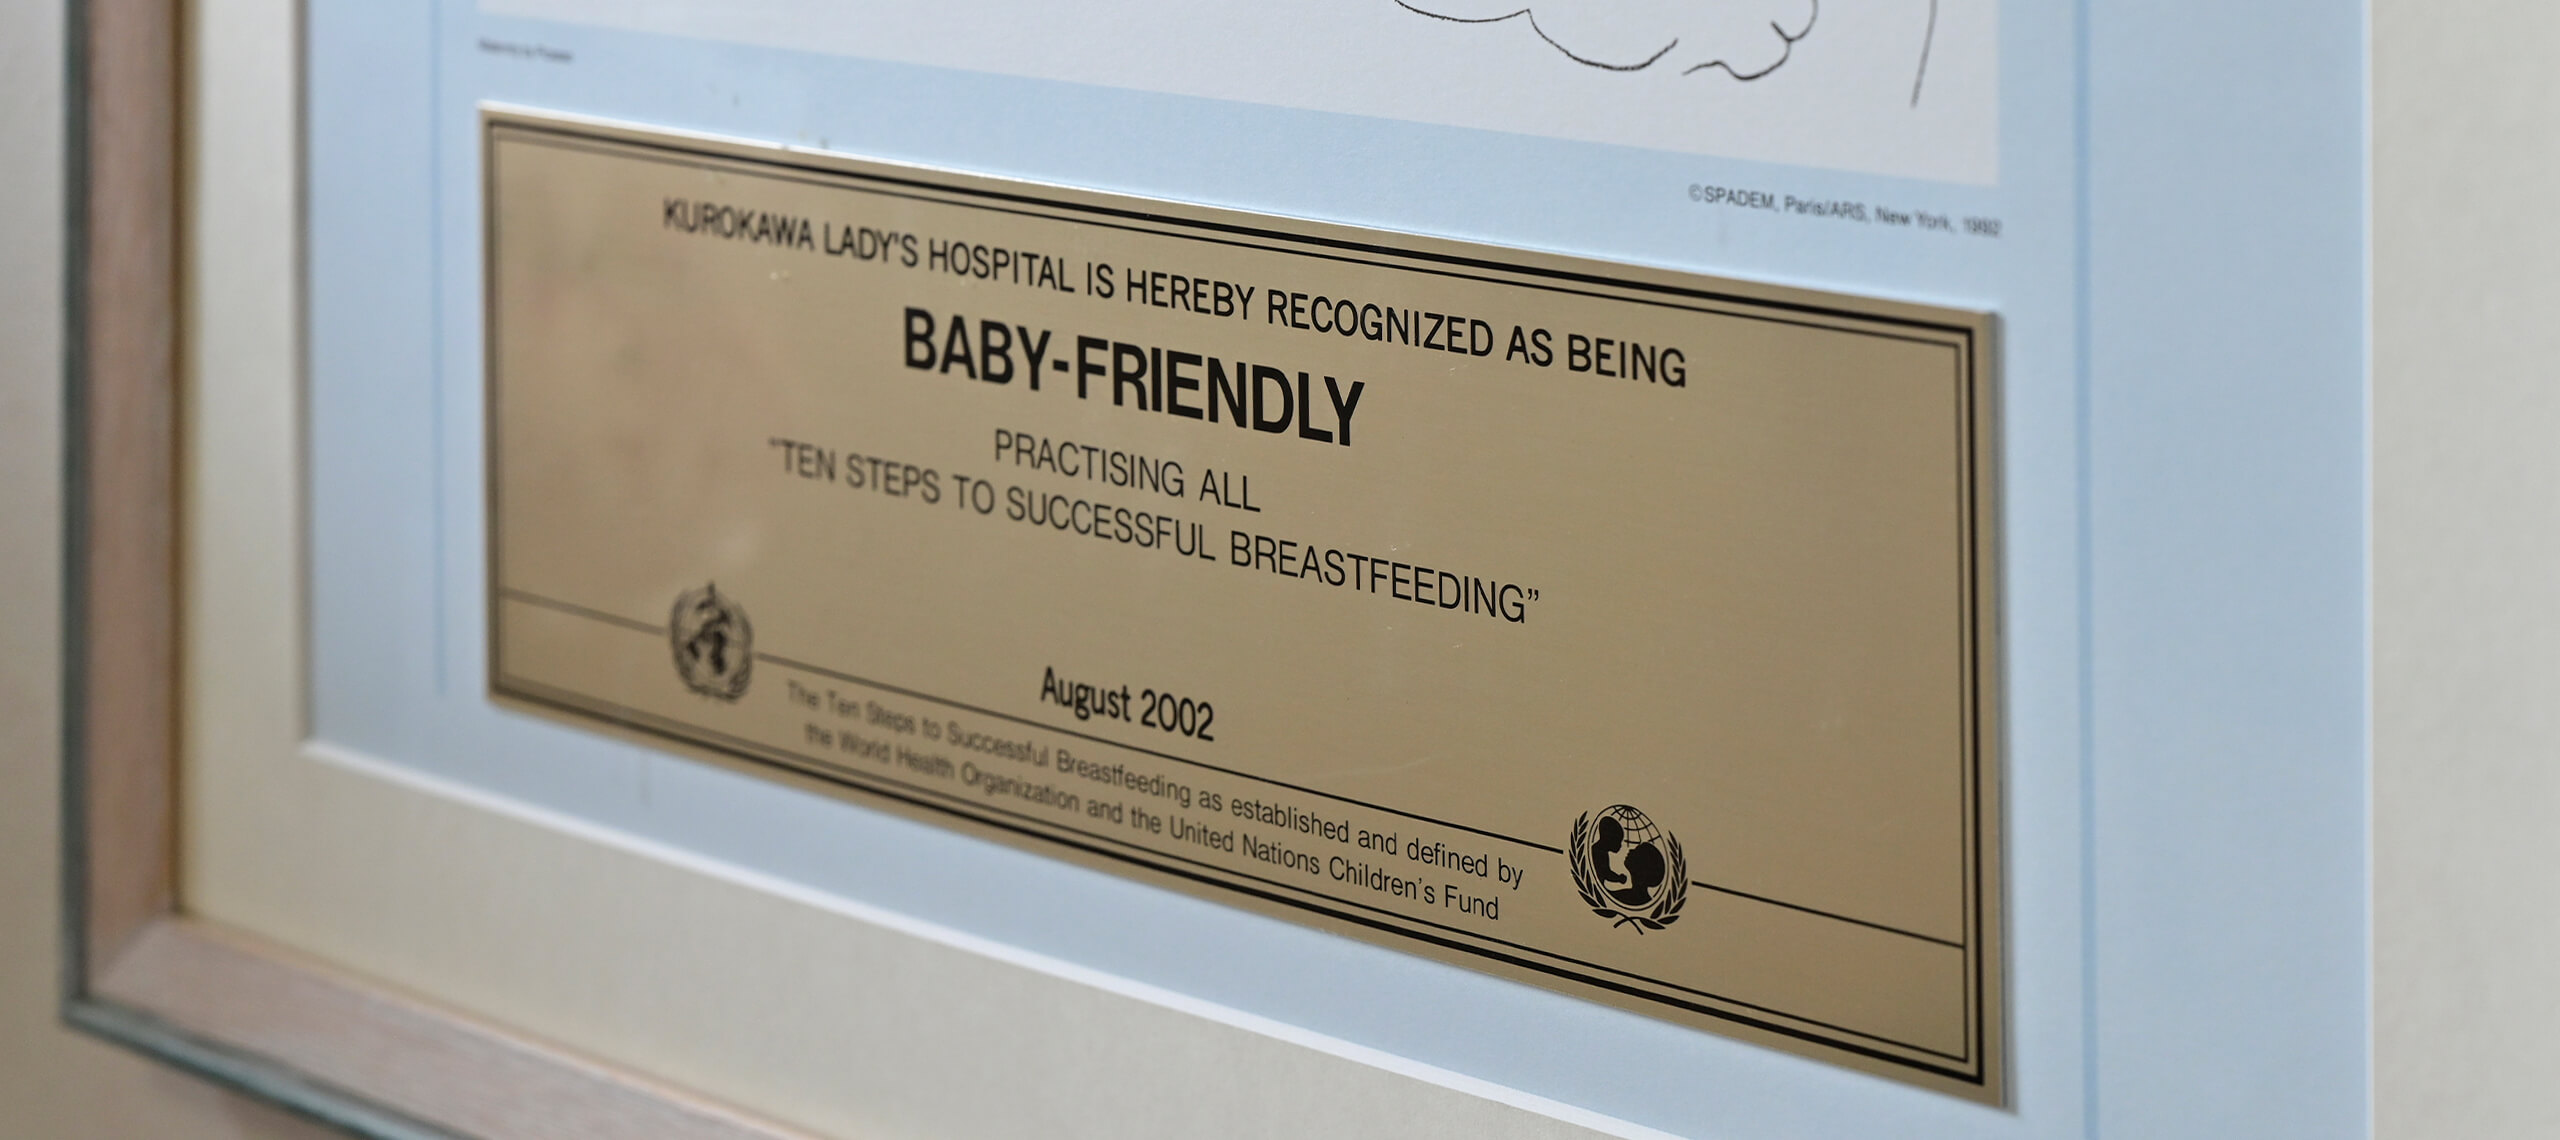 ©SPADEM, Paris/ARS, New York, 1992
KUROKAWA LADY'S HOSPITAL IS HEREBY RECOGNIZED AS BEING
BABY-FRIENDLY
PRACTISING ALL
“TEN STEPS TO SUCCESSFUL BREASTFEEDING”
August 2002
The Ten Steps to Successful Breastfeeding as established and defined by
the World Health Organization and the United Nations Children's Fund